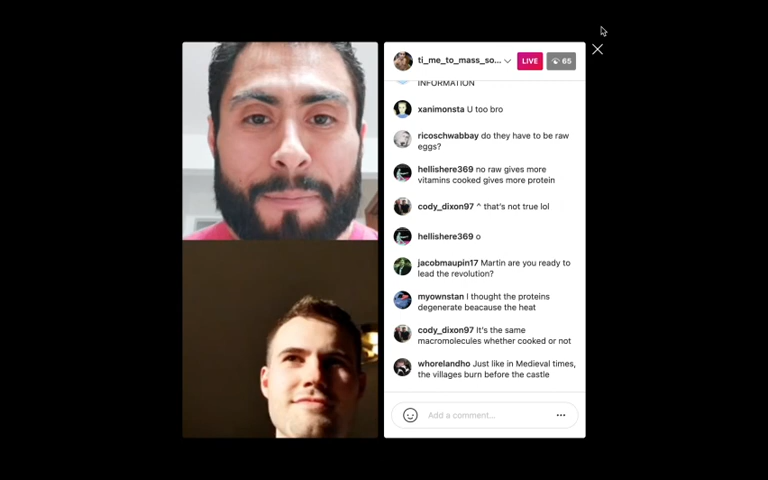 ti_me_to_mass_so...
LIVE
65
INFORMATION
xanimonsta U too bro
ricoschwabbay do they have to be raw
eggs?
hellishere369 no raw gives more
vitamins cooked gives more protein
cody_dixon97 ^ that's not true lol
hellishere369 o
jacobmaupin17 Martin are you ready to
lead the revolution?
myownstan I thought the proteins
degenerate beacause the heat
cody_dixon97 It's the same
macromolecules whether cooked or not
whorelandho Just like in Medieval times,
the villages burn before the castle
Add a comment...